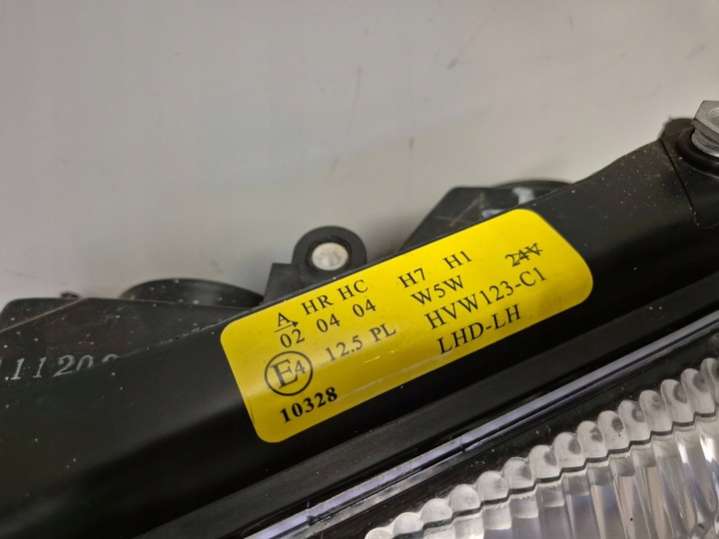 A HR HC H7 H1 24V
02 04 04 W5W
E4 12.5 PL HVW123-C1
10328 LHD-LH